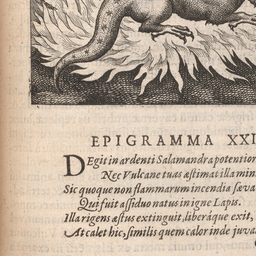 EPIGRAMMA XXI
Degit in ardenti Salamandra potentior
Nec Vulcane tuas æstimat illa min
Sic quoque non flammarum incendia sæva
Qui fuit assiduo natus in igne Lapis.
Illa rigens æstus extinguit, liberáque exit,
At calet hic, similis quem calor inde juva